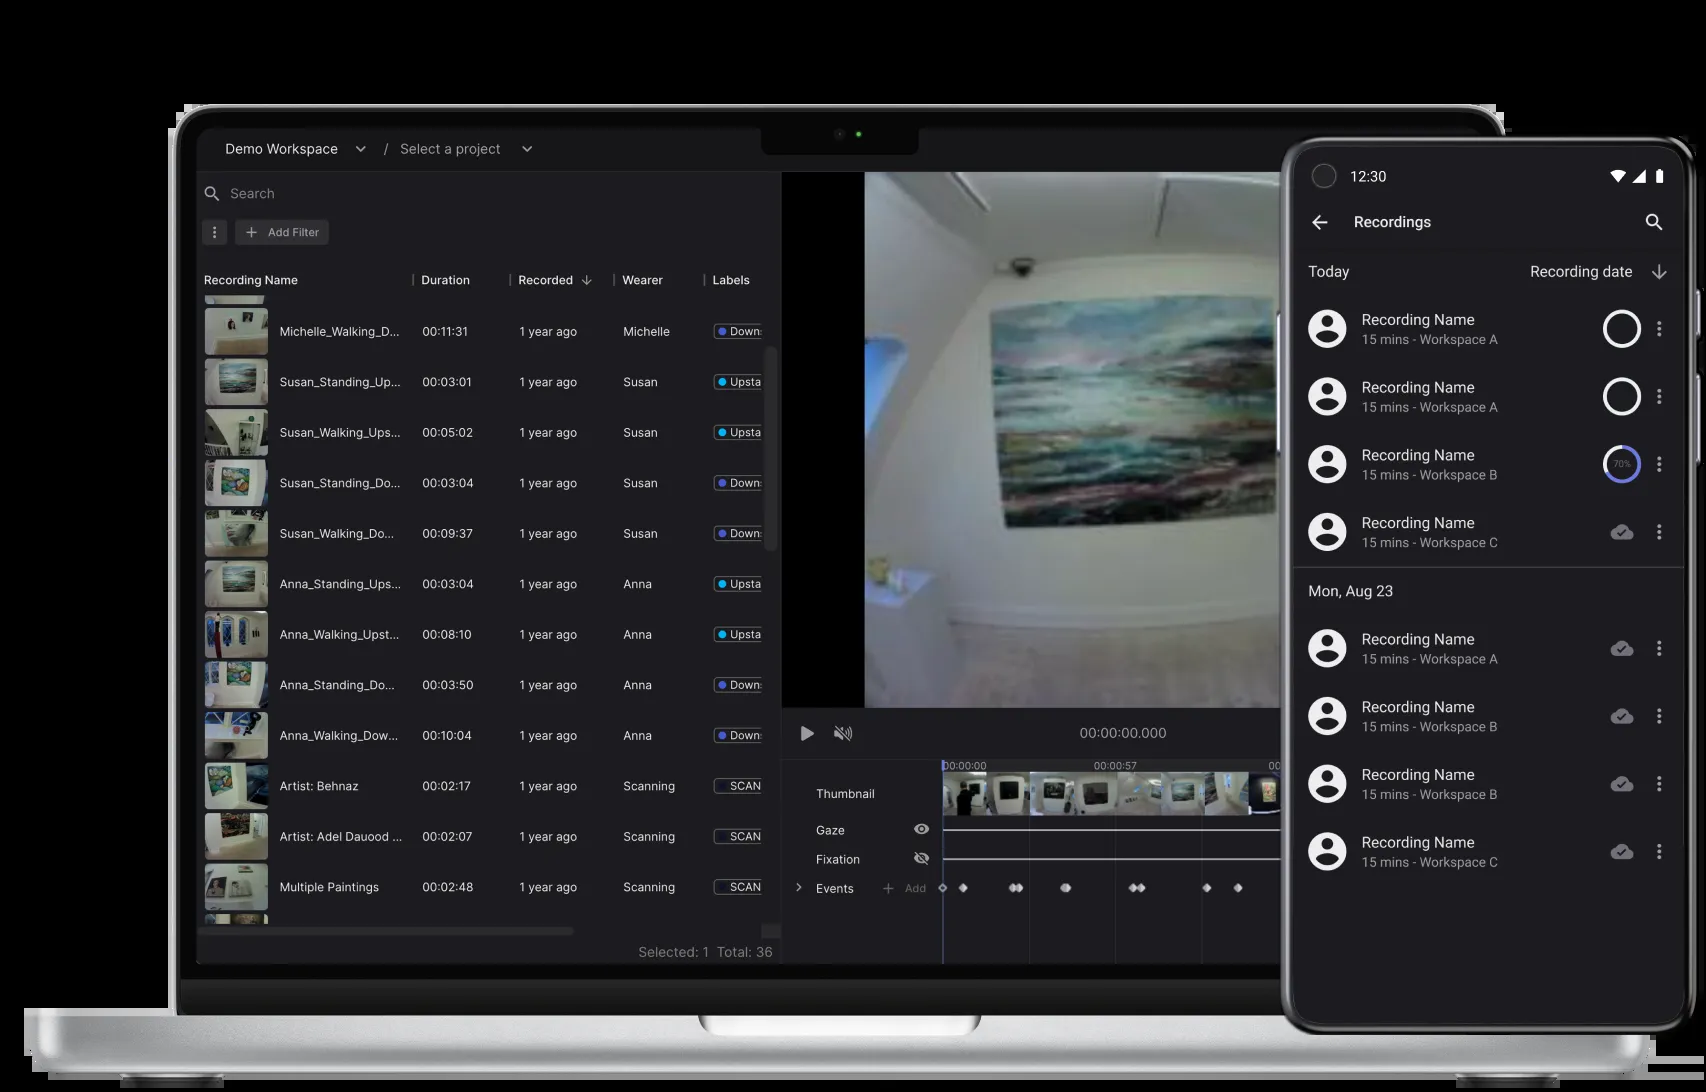 Demo Workspace / Select a project
Search
Add Filter
Recording Name Duration Recorded Wearer Labels
Michelle_Walking_D... 00:11:31 1 year ago Michelle Down
Susan_Standing_Up... 00:03:01 1 year ago Susan Upsta
Susan_Walking_Ups... 00:05:02 1 year ago Susan Upsta
Susan_Standing_Do... 00:03:04 1 year ago Susan Down
Susan_Walking_Do... 00:09:37 1 year ago Susan Down
Anna_Standing_Ups... 00:03:04 1 year ago Anna Upsta
Anna_Walking_Upst... 00:08:10 1 year ago Anna Upsta
Anna_Standing_Do... 00:03:50 1 year ago Anna Down
Anna_Walking_Dow... 00:10:04 1 year ago Anna Down
Artist: Behnaz 00:02:17 1 year ago Scanning SCAN
Artist: Adel Dauood ... 00:02:07 1 year ago Scanning SCAN
Multiple Paintings 00:02:48 1 year ago Scanning SCAN
Selected: 1 Total: 36
00:00:00.000
00:00:00 00:00:57 00
Thumbnail
Gaze
Fixation
Events + Add
12:30
Recordings
Today Recording date
Recording Name
15 mins - Workspace A
Recording Name
15 mins - Workspace A
Recording Name
15 mins - Workspace B
70%
Recording Name
15 mins - Workspace C
Mon, Aug 23
Recording Name
15 mins - Workspace A
Recording Name
15 mins - Workspace B
Recording Name
15 mins - Workspace B
Recording Name
15 mins - Workspace C